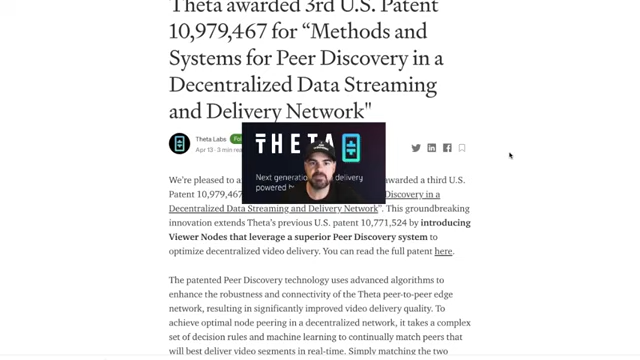 Theta awarded 3rd U.S. Patent
10,979,467 for “Methods and
Systems for Peer Discovery in a
Decentralized Data Streaming
and Delivery Network"
Theta Labs Fol
Apr 13 · 3 min rea
THETA
Next generation delivery
powered b
We're pleased to a awarded a third U.S.
Patent 10,979,467 Discovery in a
Decentralized Data Streaming and Delivery Network”. This groundbreaking
innovation extends Theta's previous U.S. patent 10,771,524 by introducing
Viewer Nodes that leverage a superior Peer Discovery system to
optimize decentralized video delivery. You can read the full patent here.
The patented Peer Discovery technology uses advanced algorithms to
enhance the robustness and connectivity of the Theta peer-to-peer edge
network, resulting in significantly improved video delivery quality. To
achieve optimal node peering in a decentralized network, it takes a complex
set of decision rules and machine learning to continually match peers that
will best deliver video segments in real-time. Simply matching the two